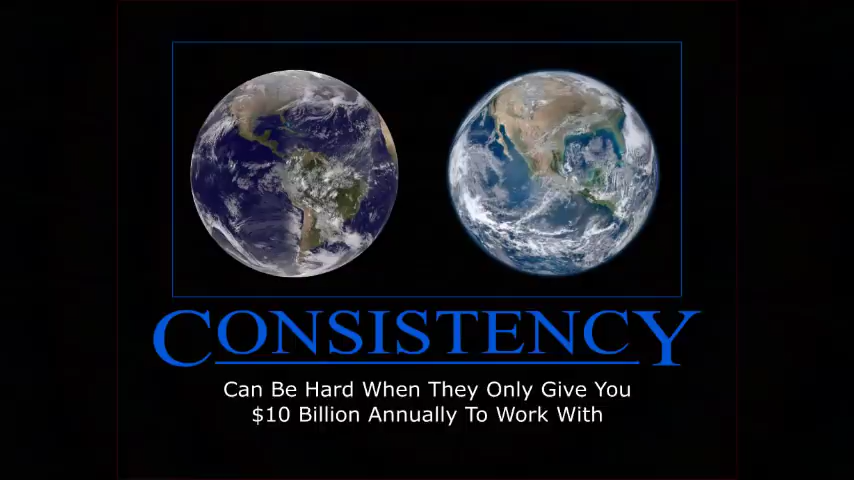 CONSISTENCY
Can Be Hard When They Only Give You
$10 Billion Annually To Work With